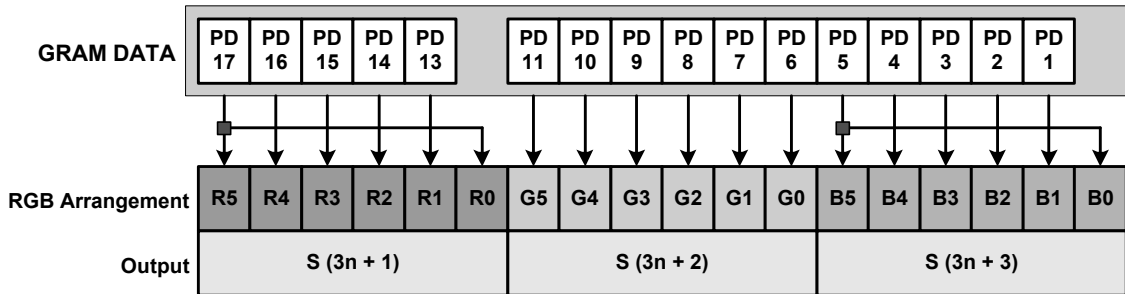 GRAM DATA
PD PD PD PD PD PD PD PD PD PD PD PD PD PD PD PD
17 16 15 14 13 11 10 9 8 7 6 5 4 3 2 1
RGB Arrangement R5 R4 R3 R2 R1 R0 G5 G4 G3 G2 G1 G0 B5 B4 B3 B2 B1 B0
Output S (3n + 1) S (3n + 2) S (3n + 3)